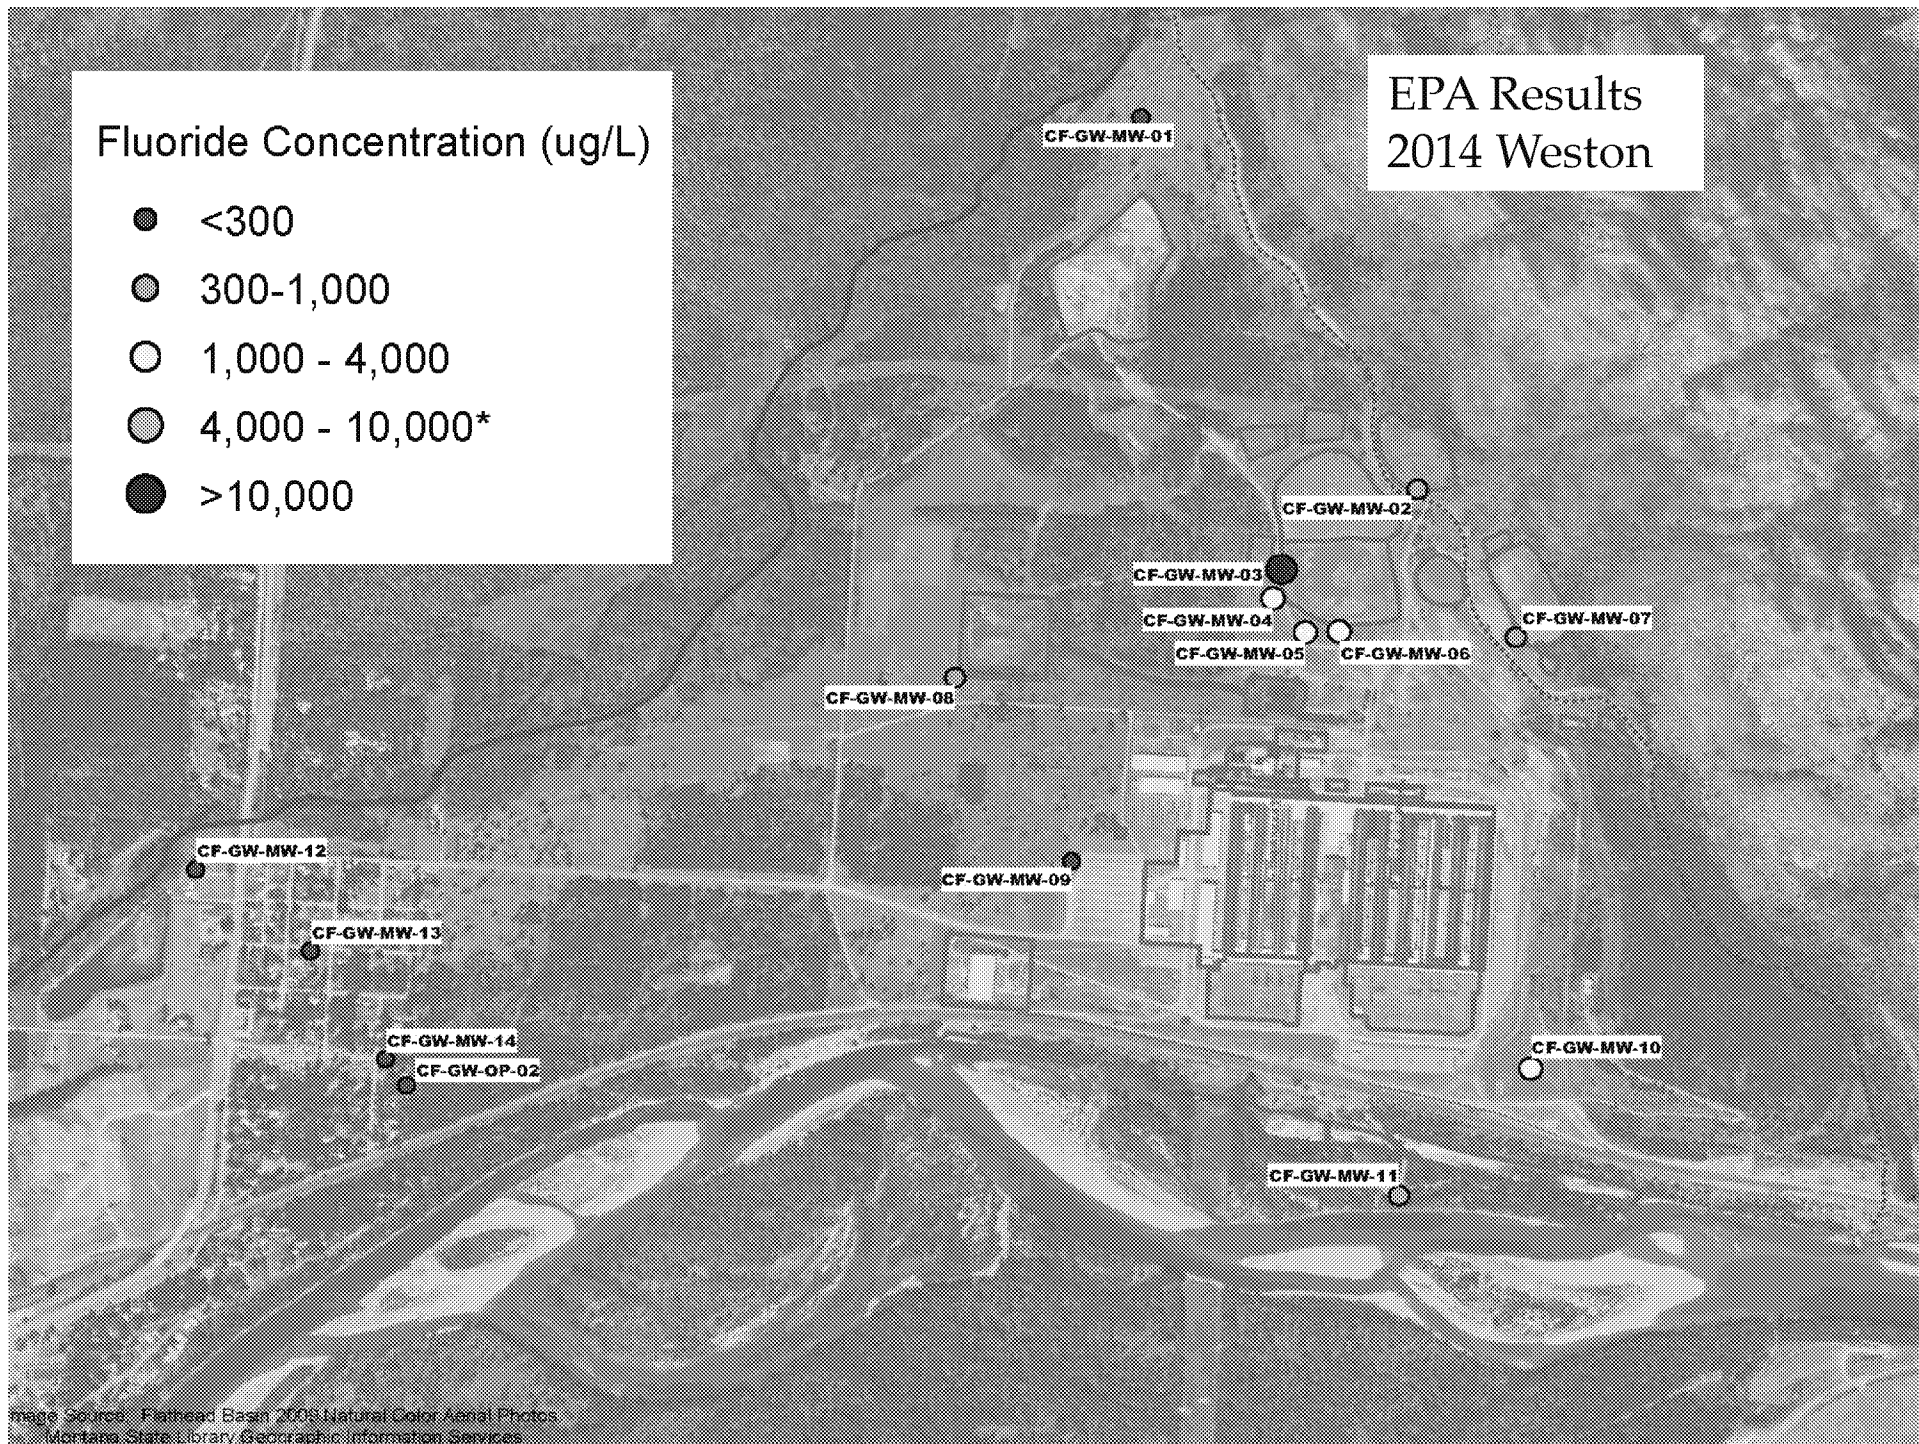 EPA Results
2014 Weston
Fluoride Concentration (ug/L)
<300
300-1,000
1,000 - 4,000
4,000 - 10,000*
>10,000
CF-GW-MW-01
CF-GW-MW-02
CF-GW-MW-03
CF-GW-MW-04
CF-GW-MW-05
CF-GW-MW-06
CF-GW-MW-07
CF-GW-MW-08
CF-GW-MW-12
CF-GW-MW-09
CF-GW-MW-13
CF-GW-MW-14
CF-GW-OP-02
CF-GW-MW-10
CF-GW-MW-11
mage Source: Flathead Basin 2009 Natural Color Aerial Photos.
Montana State Library Geographic Information Services